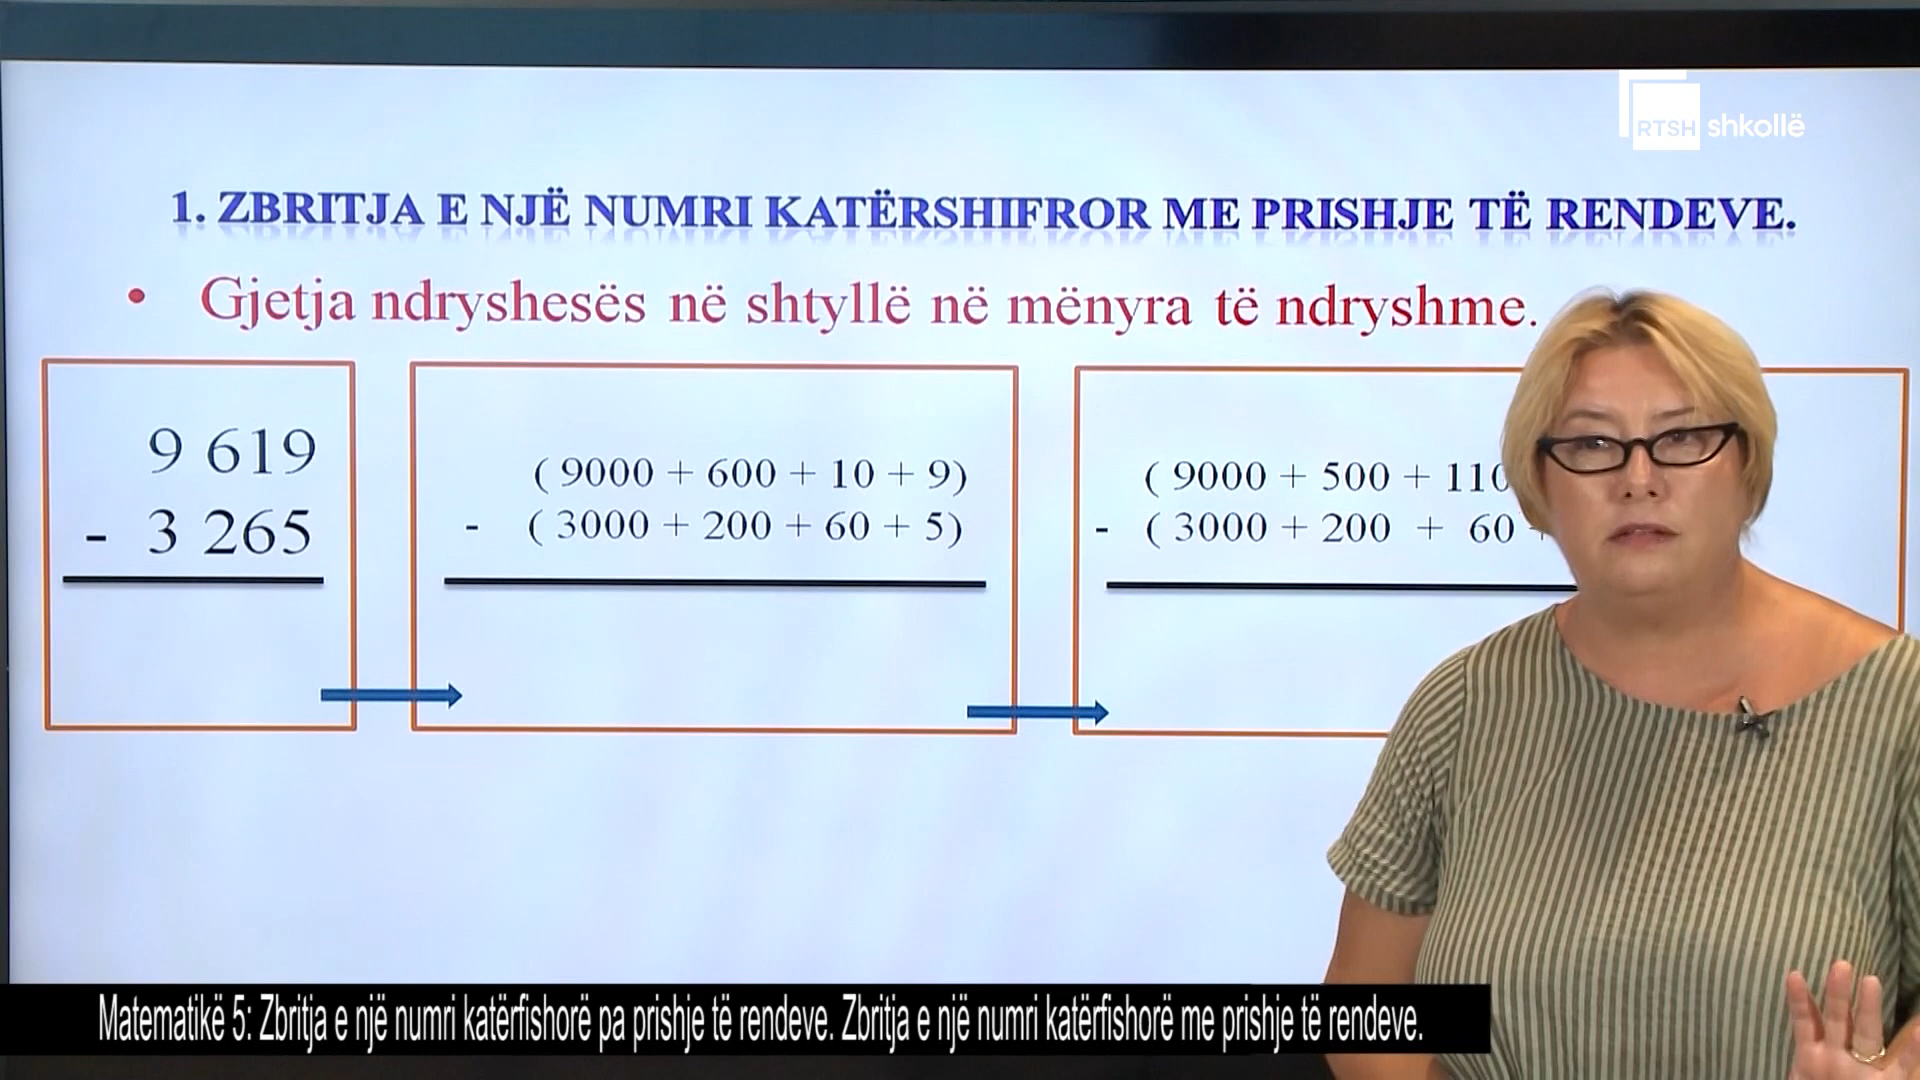 RTSH shkollë
1. ZBRITJA E NJË NUMRI KATËRSHIFROR ME PRISHJE TË RENDEVE.
• Gjetja ndryshesës në shtyllë në mënyra të ndryshme.
9 619
- 3 265
( 9000 + 600 + 10 + 9)
- ( 3000 + 200 + 60 + 5)
( 9000 + 500 + 110
- ( 3000 + 200 + 60 +
Matematikë 5: Zbritja e një numri katërfishorë pa prishje të rendeve. Zbritja e një numri katërfishorë me prishje të rendeve.